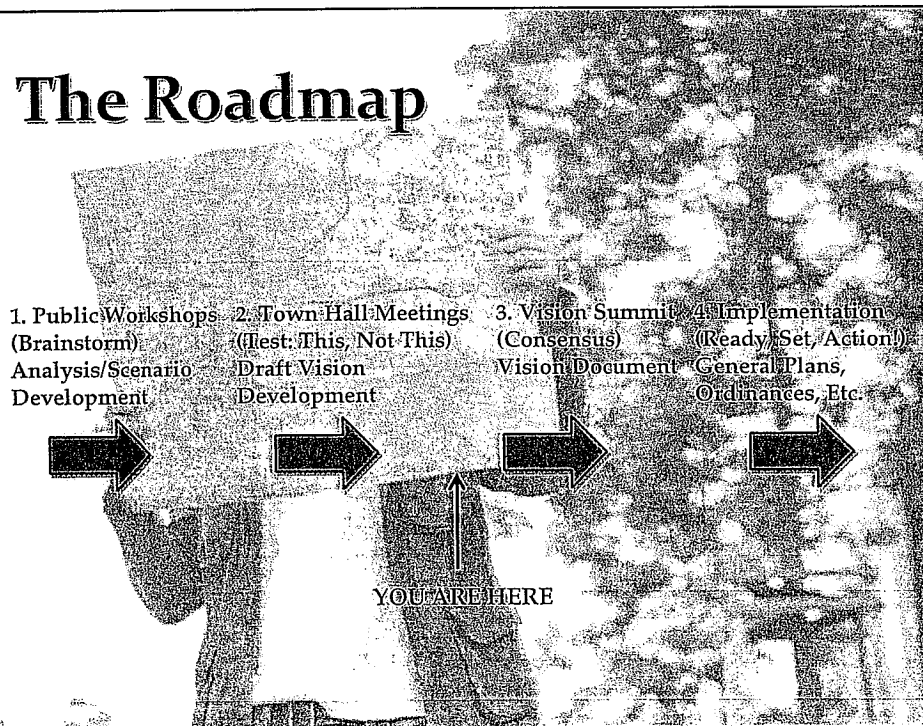 The Roadmap
1. Public Workshops
(Brainstorm)
Analysis/Scenario
Development
2. Town Hall Meetings
(Test: This, Not This)
Draft Vision
Development
3. Vision Summit
(Consensus)
Vision Document
4. Implementation
(Ready, Set, Action!)
General Plans,
Ordinances, Etc.
YOU ARE HERE